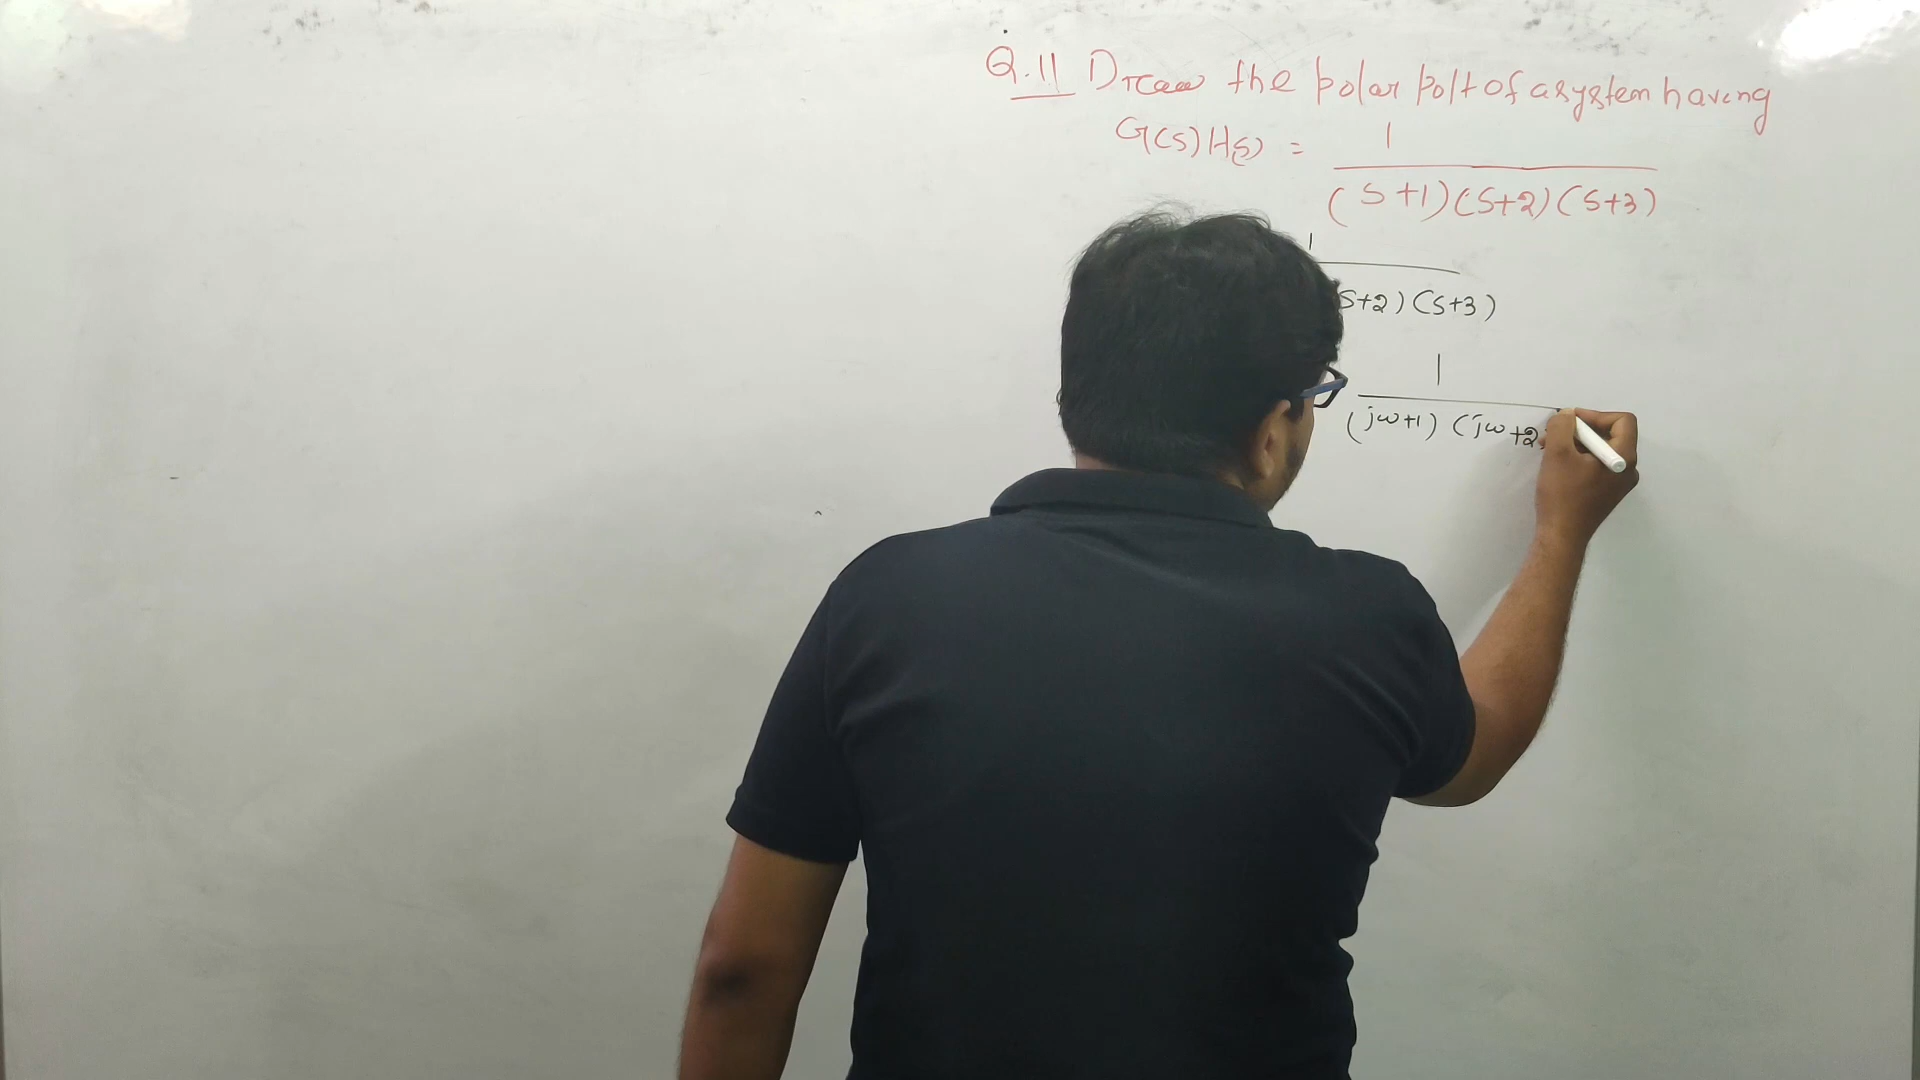 Q.11 Draw the polar polt of a system having
G(s)H(s) = 1
(S+1)(S+2)(S+3)
1
S+2)(S+3)
1
(jω+1)(jω+2